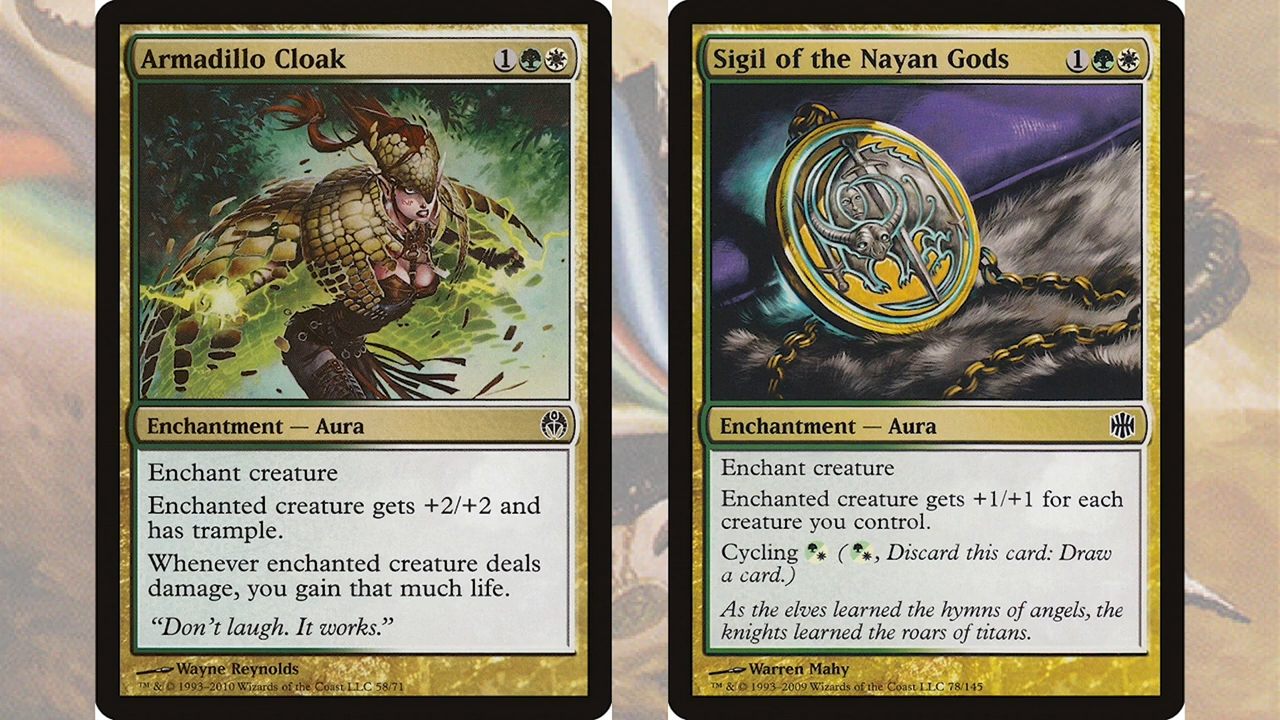 Armadillo Cloak 1
Enchantment — Aura
Enchant creature
Enchanted creature gets +2/+2 and
has trample.
Whenever enchanted creature deals
damage, you gain that much life.
“Don’t laugh. It works.”
Wayne Reynolds
™ & © 1993–2010 Wizards of the Coast LLC 58/71
Sigil of the Nayan Gods 1
Enchantment — Aura
Enchant creature
Enchanted creature gets +1/+1 for each
creature you control.
Cycling ( , Discard this card: Draw
a card.)
As the elves learned the hymns of angels, the
knights learned the roars of titans.
Warren Mahy
™ & © 1993–2009 Wizards of the Coast LLC 78/145